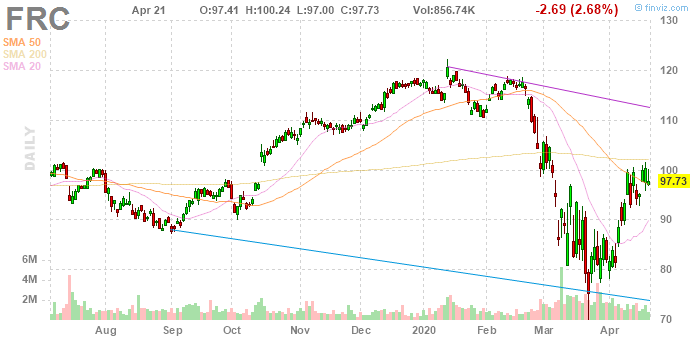 FRC Apr 21 O:97.41 H:100.24 L:97.00 C:97.73 Vol:856.74K -2.69 (2.68%) © finviz.com
SMA 50
SMA 200
SMA 20
DAILY
130
120
110
100
97.73
90
80
70
6M
4M
2M
Aug Sep Oct Nov Dec 2020 Feb Mar Apr